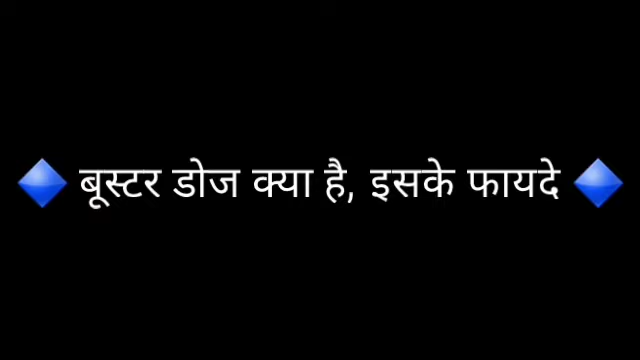 🔷 बूस्टर डोज क्या है, इसके फायदे 🔷